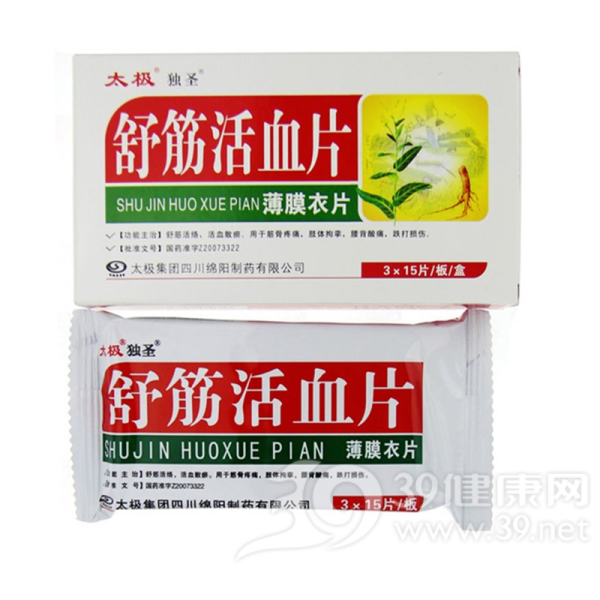 太极® 独圣®
舒筋活血片
SHU JIN HUO XUE PIAN 薄膜衣片
✓【功能主治】舒筋活络，活血散瘀。用于筋骨疼痛，肢体拘挛，腰背酸痛，跌打损伤。
✓【批准文号】国药准字Z20073322
太极集团四川绵阳制药有限公司
3×15片/板/盒
太极® 独圣®
舒筋活血片
SHUJIN HUOXUE PIAN 薄膜衣片
功能主治】舒筋活络，活血散瘀。用于筋骨疼痛，肢体拘挛，腰背酸痛，跌打损伤。
批准文号】国药准字Z20073322
太极集团四川绵阳制药有限公司
3×15片/板
39健康网
www.39.net